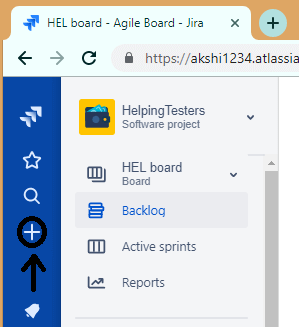 HEL board - Agile Board - Jira
https://akshi1234.atlassia
HelpingTesters
Software project
HEL board
Board
Backlog
Active sprints
Reports